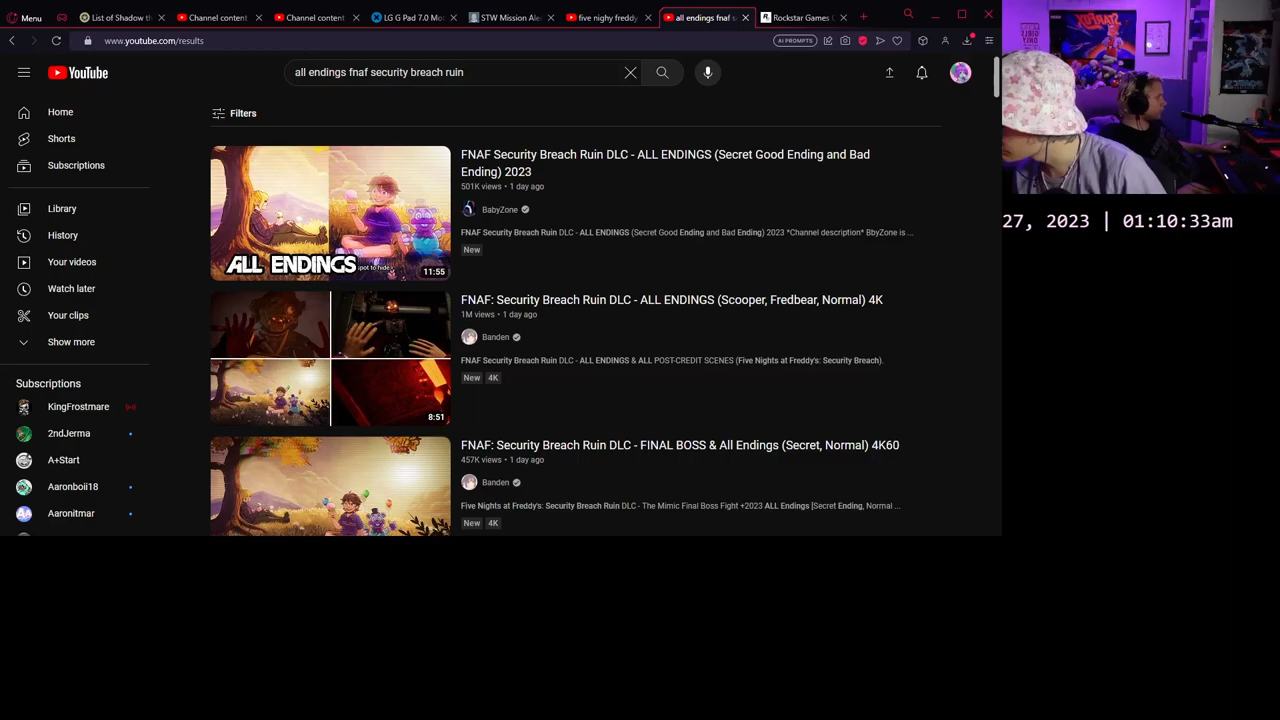 Menu
List of Shadow th
Channel content
Channel content
LG G Pad 7.0 Mot
STW Mission Ale
five nighy freddy
all endings fnaf s
Rockstar Games
www.youtube.com/results
AI PROMPTS
YouTube
all endings fnaf security breach ruin
Home
Shorts
Subscriptions
Library
History
Your videos
Watch later
Your clips
Show more
Subscriptions
KingFrostmare
2ndJerma
A+Start
Aaronboii18
Aaronitmar
Filters
ALL ENDINGS
spot to hide.
11:55
FNAF Security Breach Ruin DLC - ALL ENDINGS (Secret Good Ending and Bad
Ending) 2023
501K views • 1 day ago
BabyZone
FNAF Security Breach Ruin DLC - ALL ENDINGS (Secret Good Ending and Bad Ending) 2023 *Channel description* BbyZone is ...
New
8:51
FNAF: Security Breach Ruin DLC - ALL ENDINGS (Scooper, Fredbear, Normal) 4K
1M views • 1 day ago
Banden
FNAF Security Breach Ruin DLC - ALL ENDINGS & ALL POST-CREDIT SCENES (Five Nights at Freddy's: Security Breach).
New 4K
FNAF: Security Breach Ruin DLC - FINAL BOSS & All Endings (Secret, Normal) 4K60
457K views • 1 day ago
Banden
Five Nights at Freddy's: Security Breach Ruin DLC - The Mimic Final Boss Fight +2023 ALL Endings [Secret Ending, Normal ...
New 4K
STARFOX
GIRLS
ONLY
27, 2023 | 01:10:33am